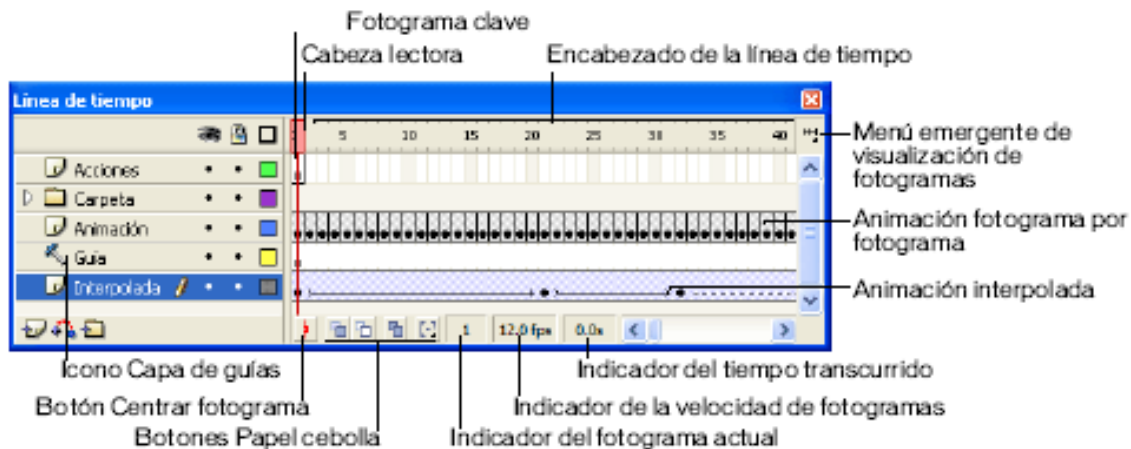 Fotograma clave
Cabeza lectora
Encabezado de la línea de tiempo
Línea de tiempo
5 10 15 20 25 30 35 40
Menú emergente de
visualización de
fotogramas
Acciones
Carpeta
Animación
Animación fotograma por
fotograma
Guía
Interpolada
Animación interpolada
1 12.0 fps 0.0s
Icono Capa de guías
Indicador del tiempo transcurrido
Botón Centrar fotograma
Indicador de la velocidad de fotogramas
Botones Papel cebolla
Indicador del fotograma actual